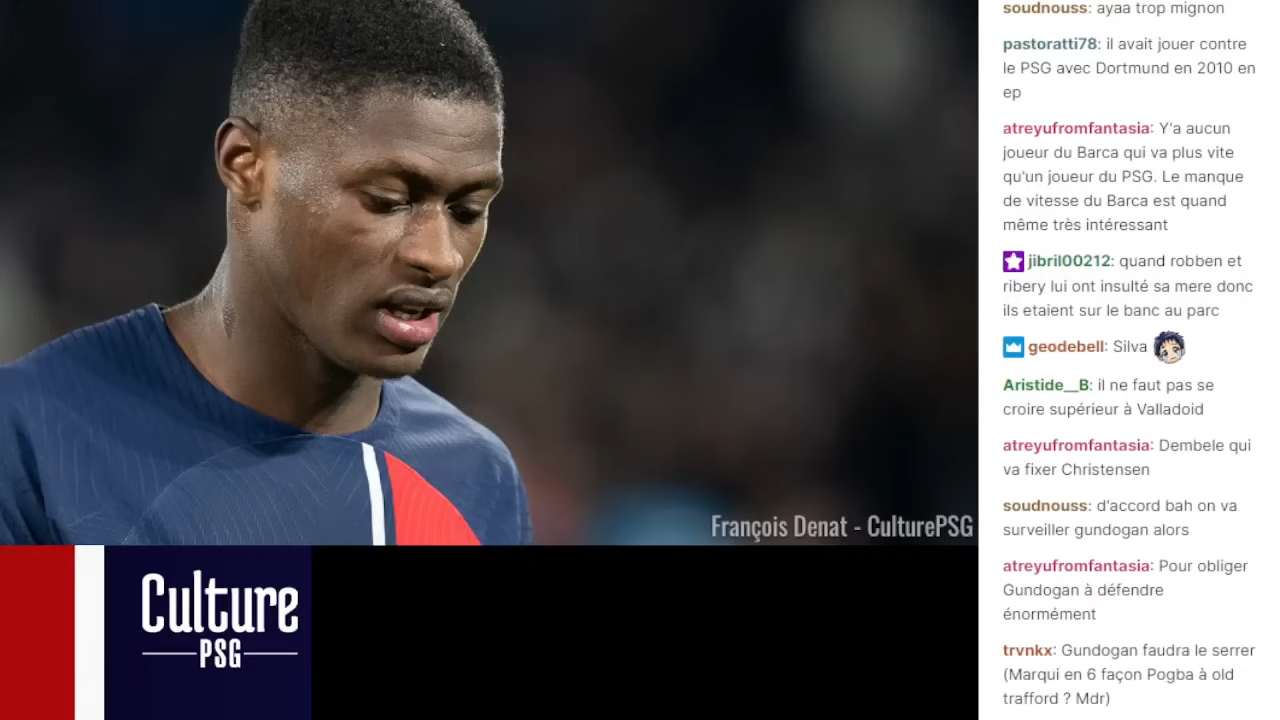 François Denat - CulturePSG
Culture
PSG
soudnouss: ayaa trop mignon
pastoratti78: il avait jouer contre
le PSG avec Dortmund en 2010 en
ep
atreyufromfantasia: Y'a aucun
joueur du Barca qui va plus vite
qu'un joueur du PSG. Le manque
de vitesse du Barca est quand
même très intéressant
jibril00212: quand robben et
ribery lui ont insulté sa mere donc
ils etaient sur le banc au parc
geodebell: Silva
Aristide__B: il ne faut pas se
croire supérieur à Valladoid
atreyufromfantasia: Dembele qui
va fixer Christensen
soudnouss: d'accord bah on va
surveiller gundogan alors
atreyufromfantasia: Pour obliger
Gundogan à défendre
énormément
trvnkx: Gundogan faudra le serrer
(Marqui en 6 façon Pogba à old
trafford ? Mdr)